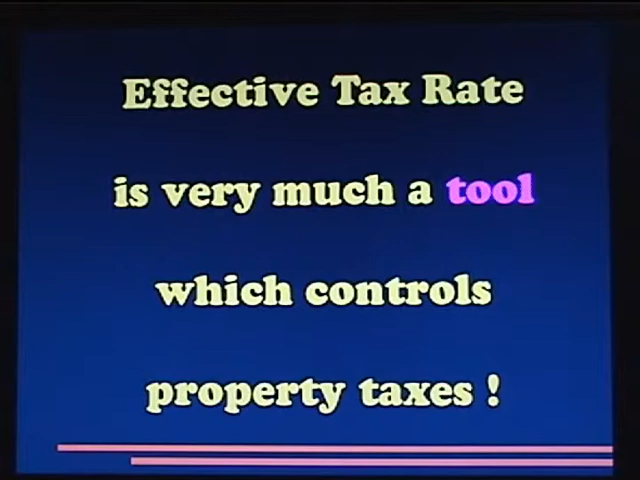 Effective Tax Rate
is very much a tool
which controls
property taxes !